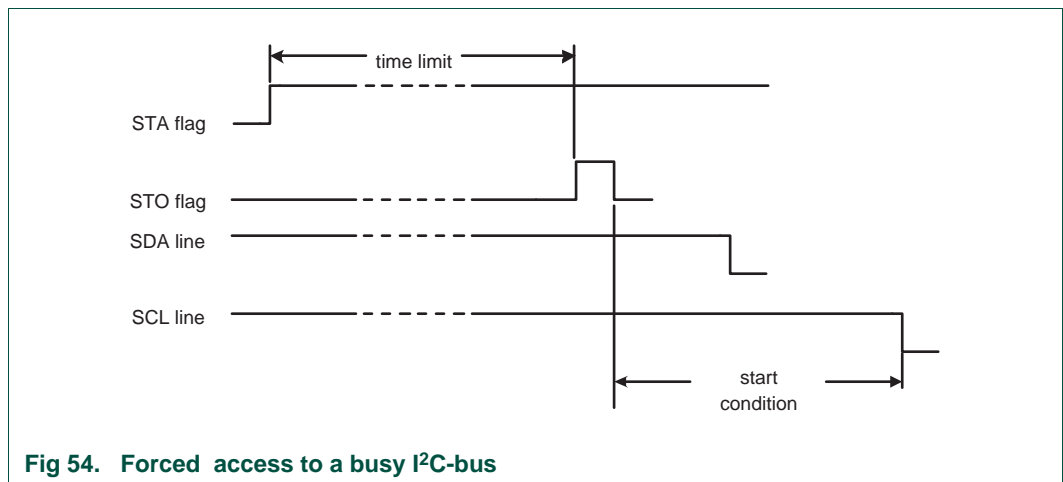 time limit
STA flag
STO flag
SDA line
SCL line
start
condition
Fig 54. Forced access to a busy I²C-bus